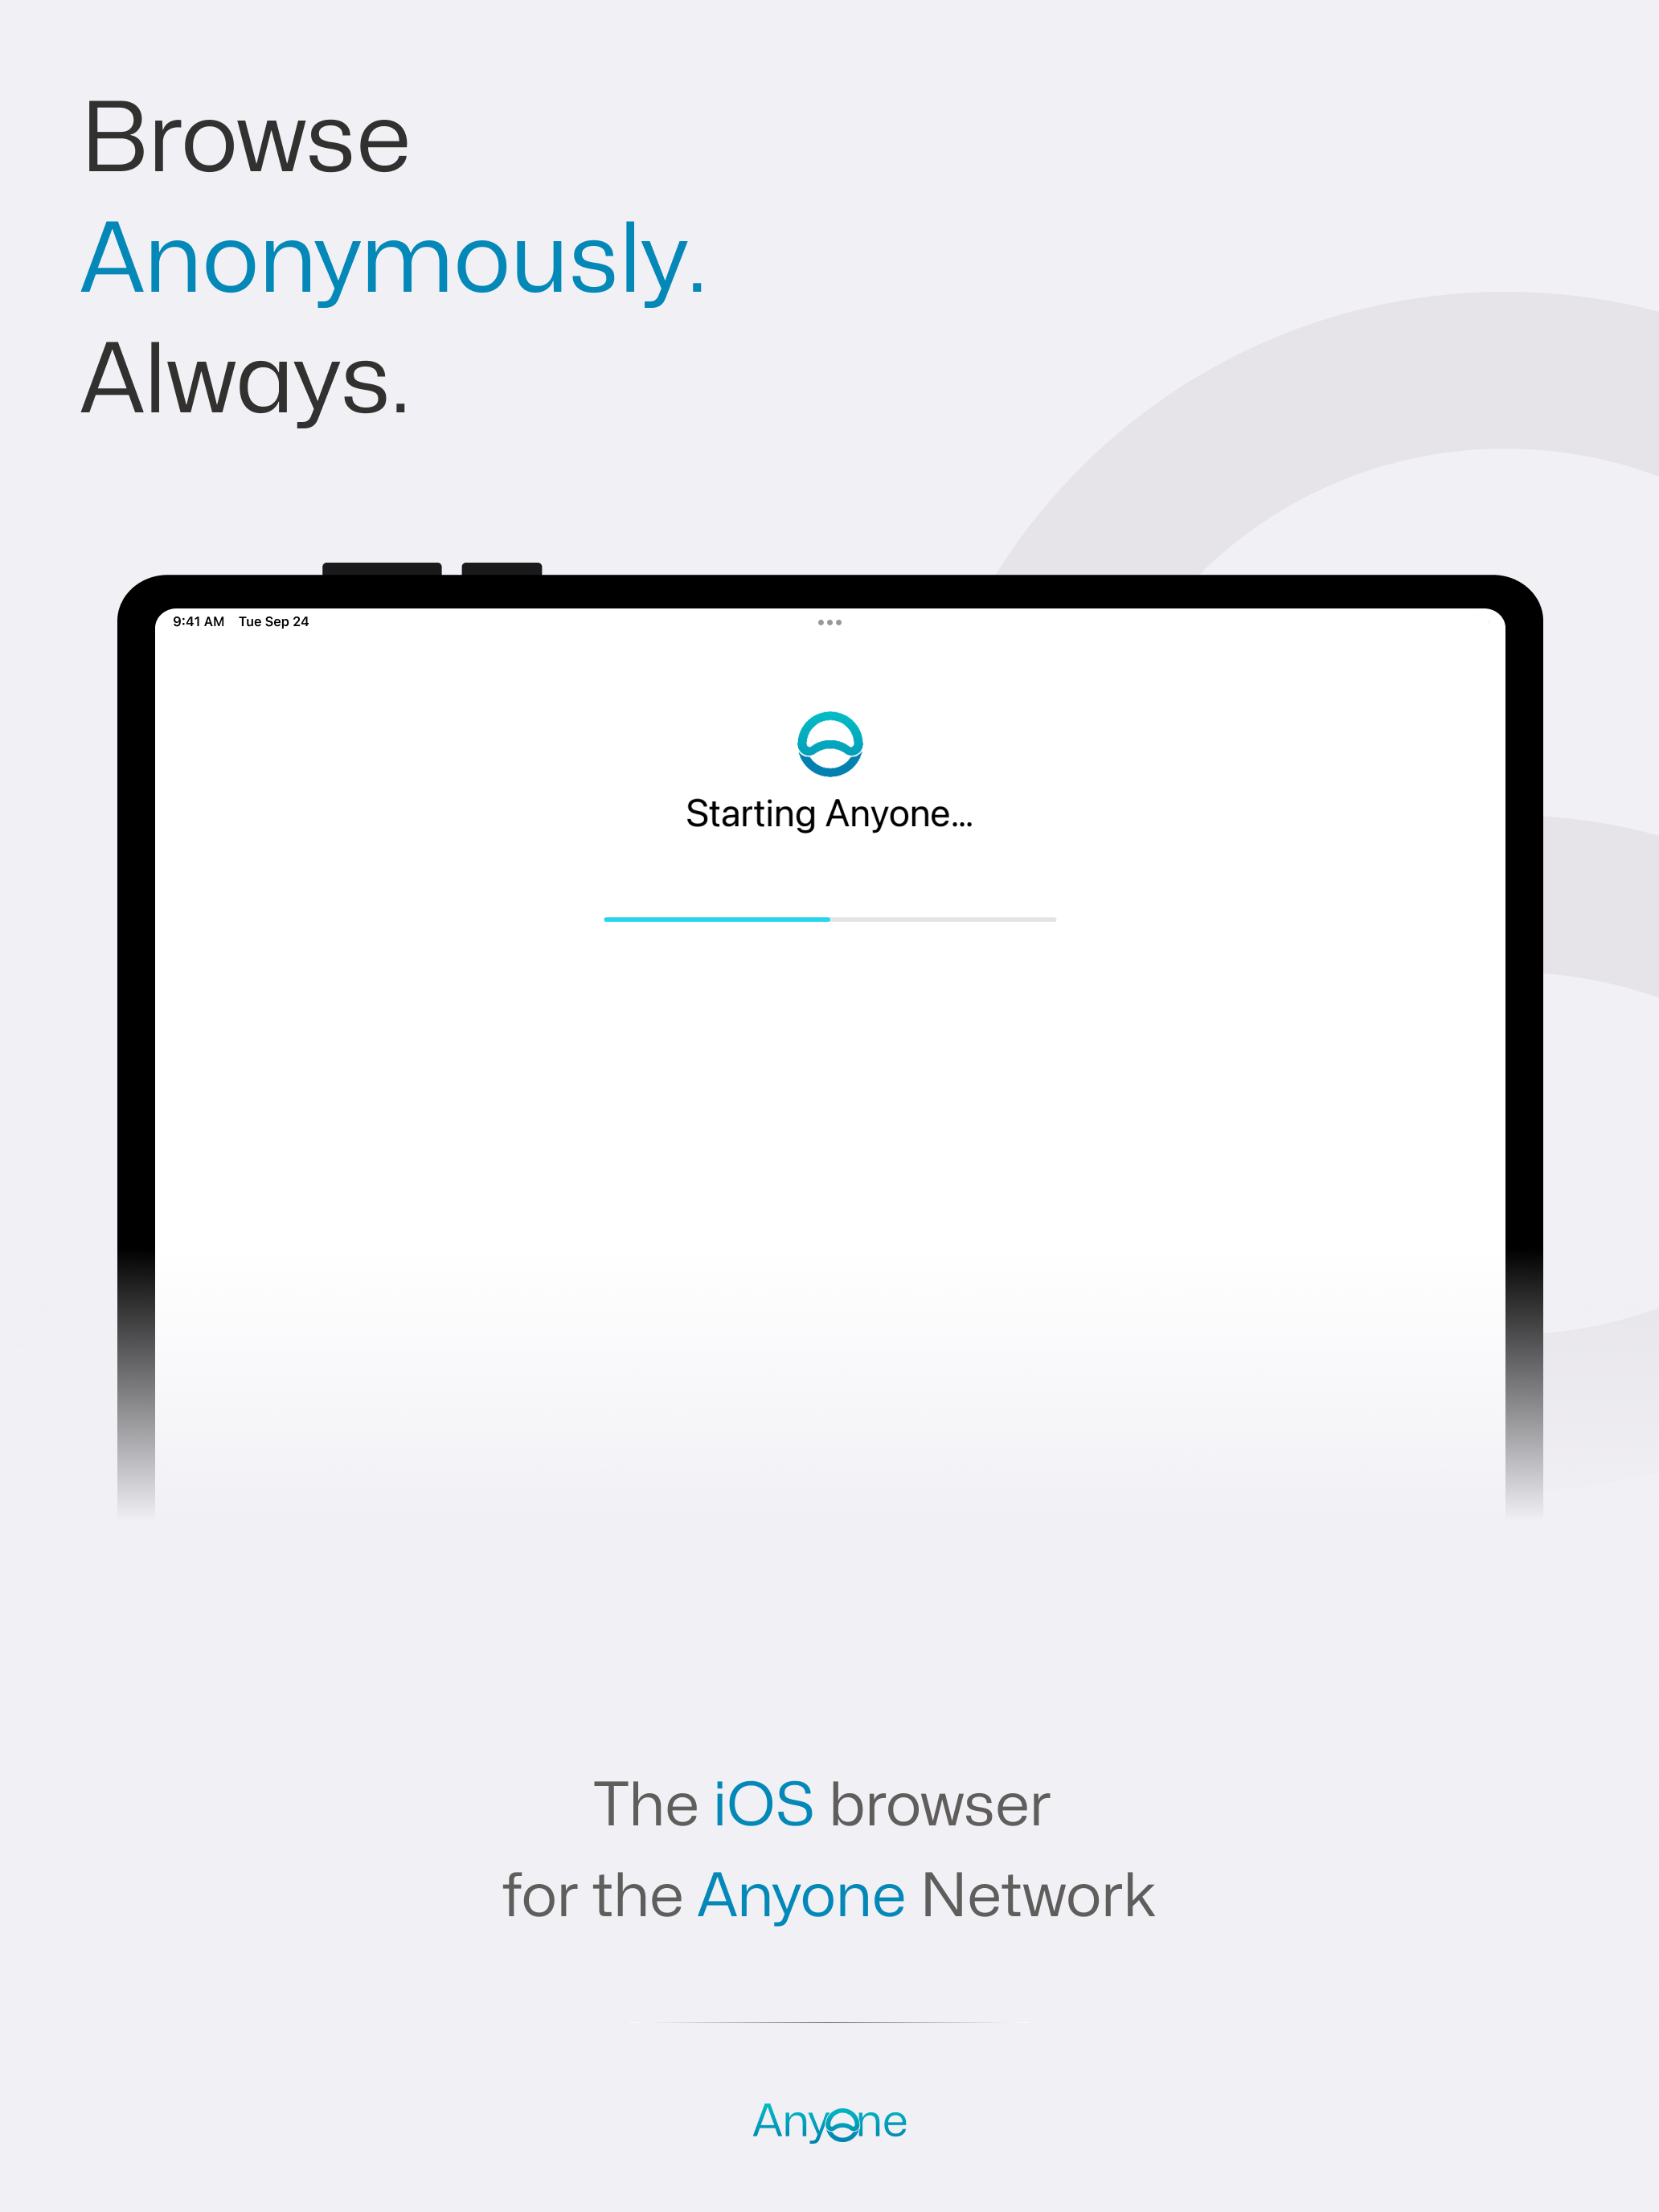 Browse
Anonymously.
Always.
9:41 AM Tue Sep 24
Starting Anyone...
The iOS browser
for the Anyone Network
Anyone